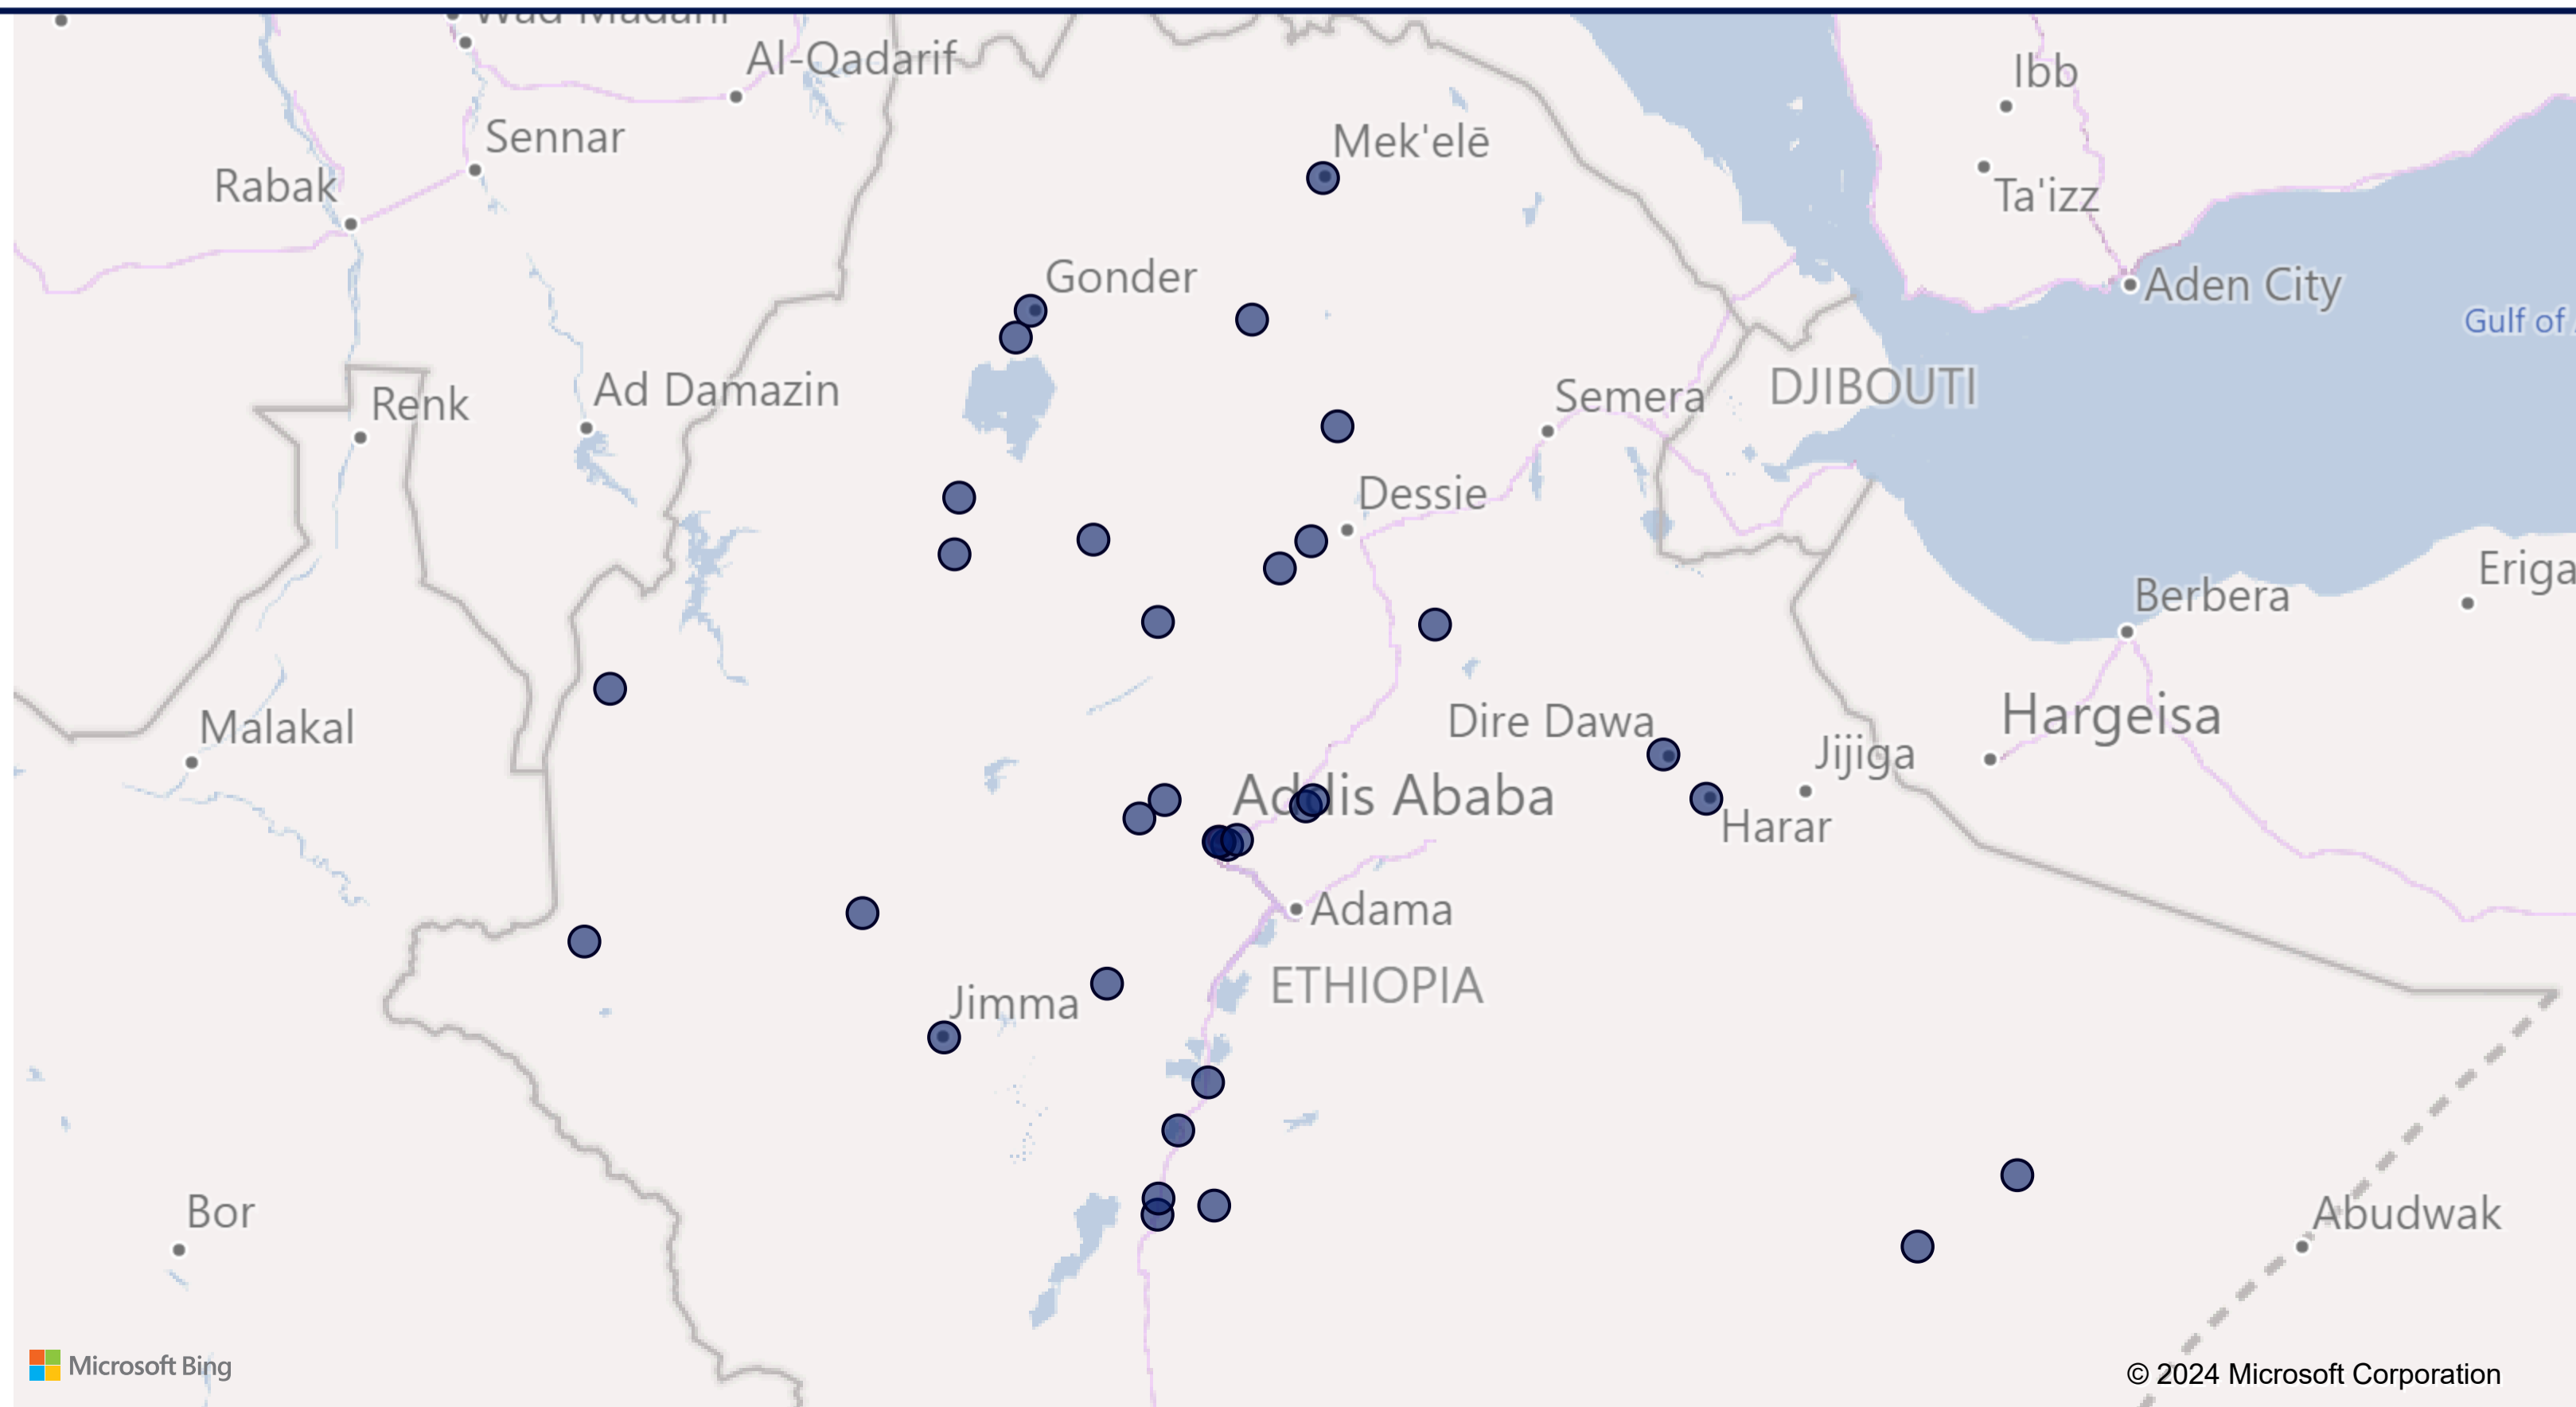 Wad Madani
Al-Qadarif
Ibb
Sennar
Mek'elē
Rabak
Ta'izz
Gonder
Aden City
Gulf of
Ad Damazin
Renk
Semera
DJIBOUTI
Dessie
Eriga
Berbera
Malakal
Dire Dawa
Hargeisa
Jijiga
Addis Ababa
Harar
Adama
ETHIOPIA
Jimma
Bor
Abudwak
Microsoft Bing
© 2024 Microsoft Corporation